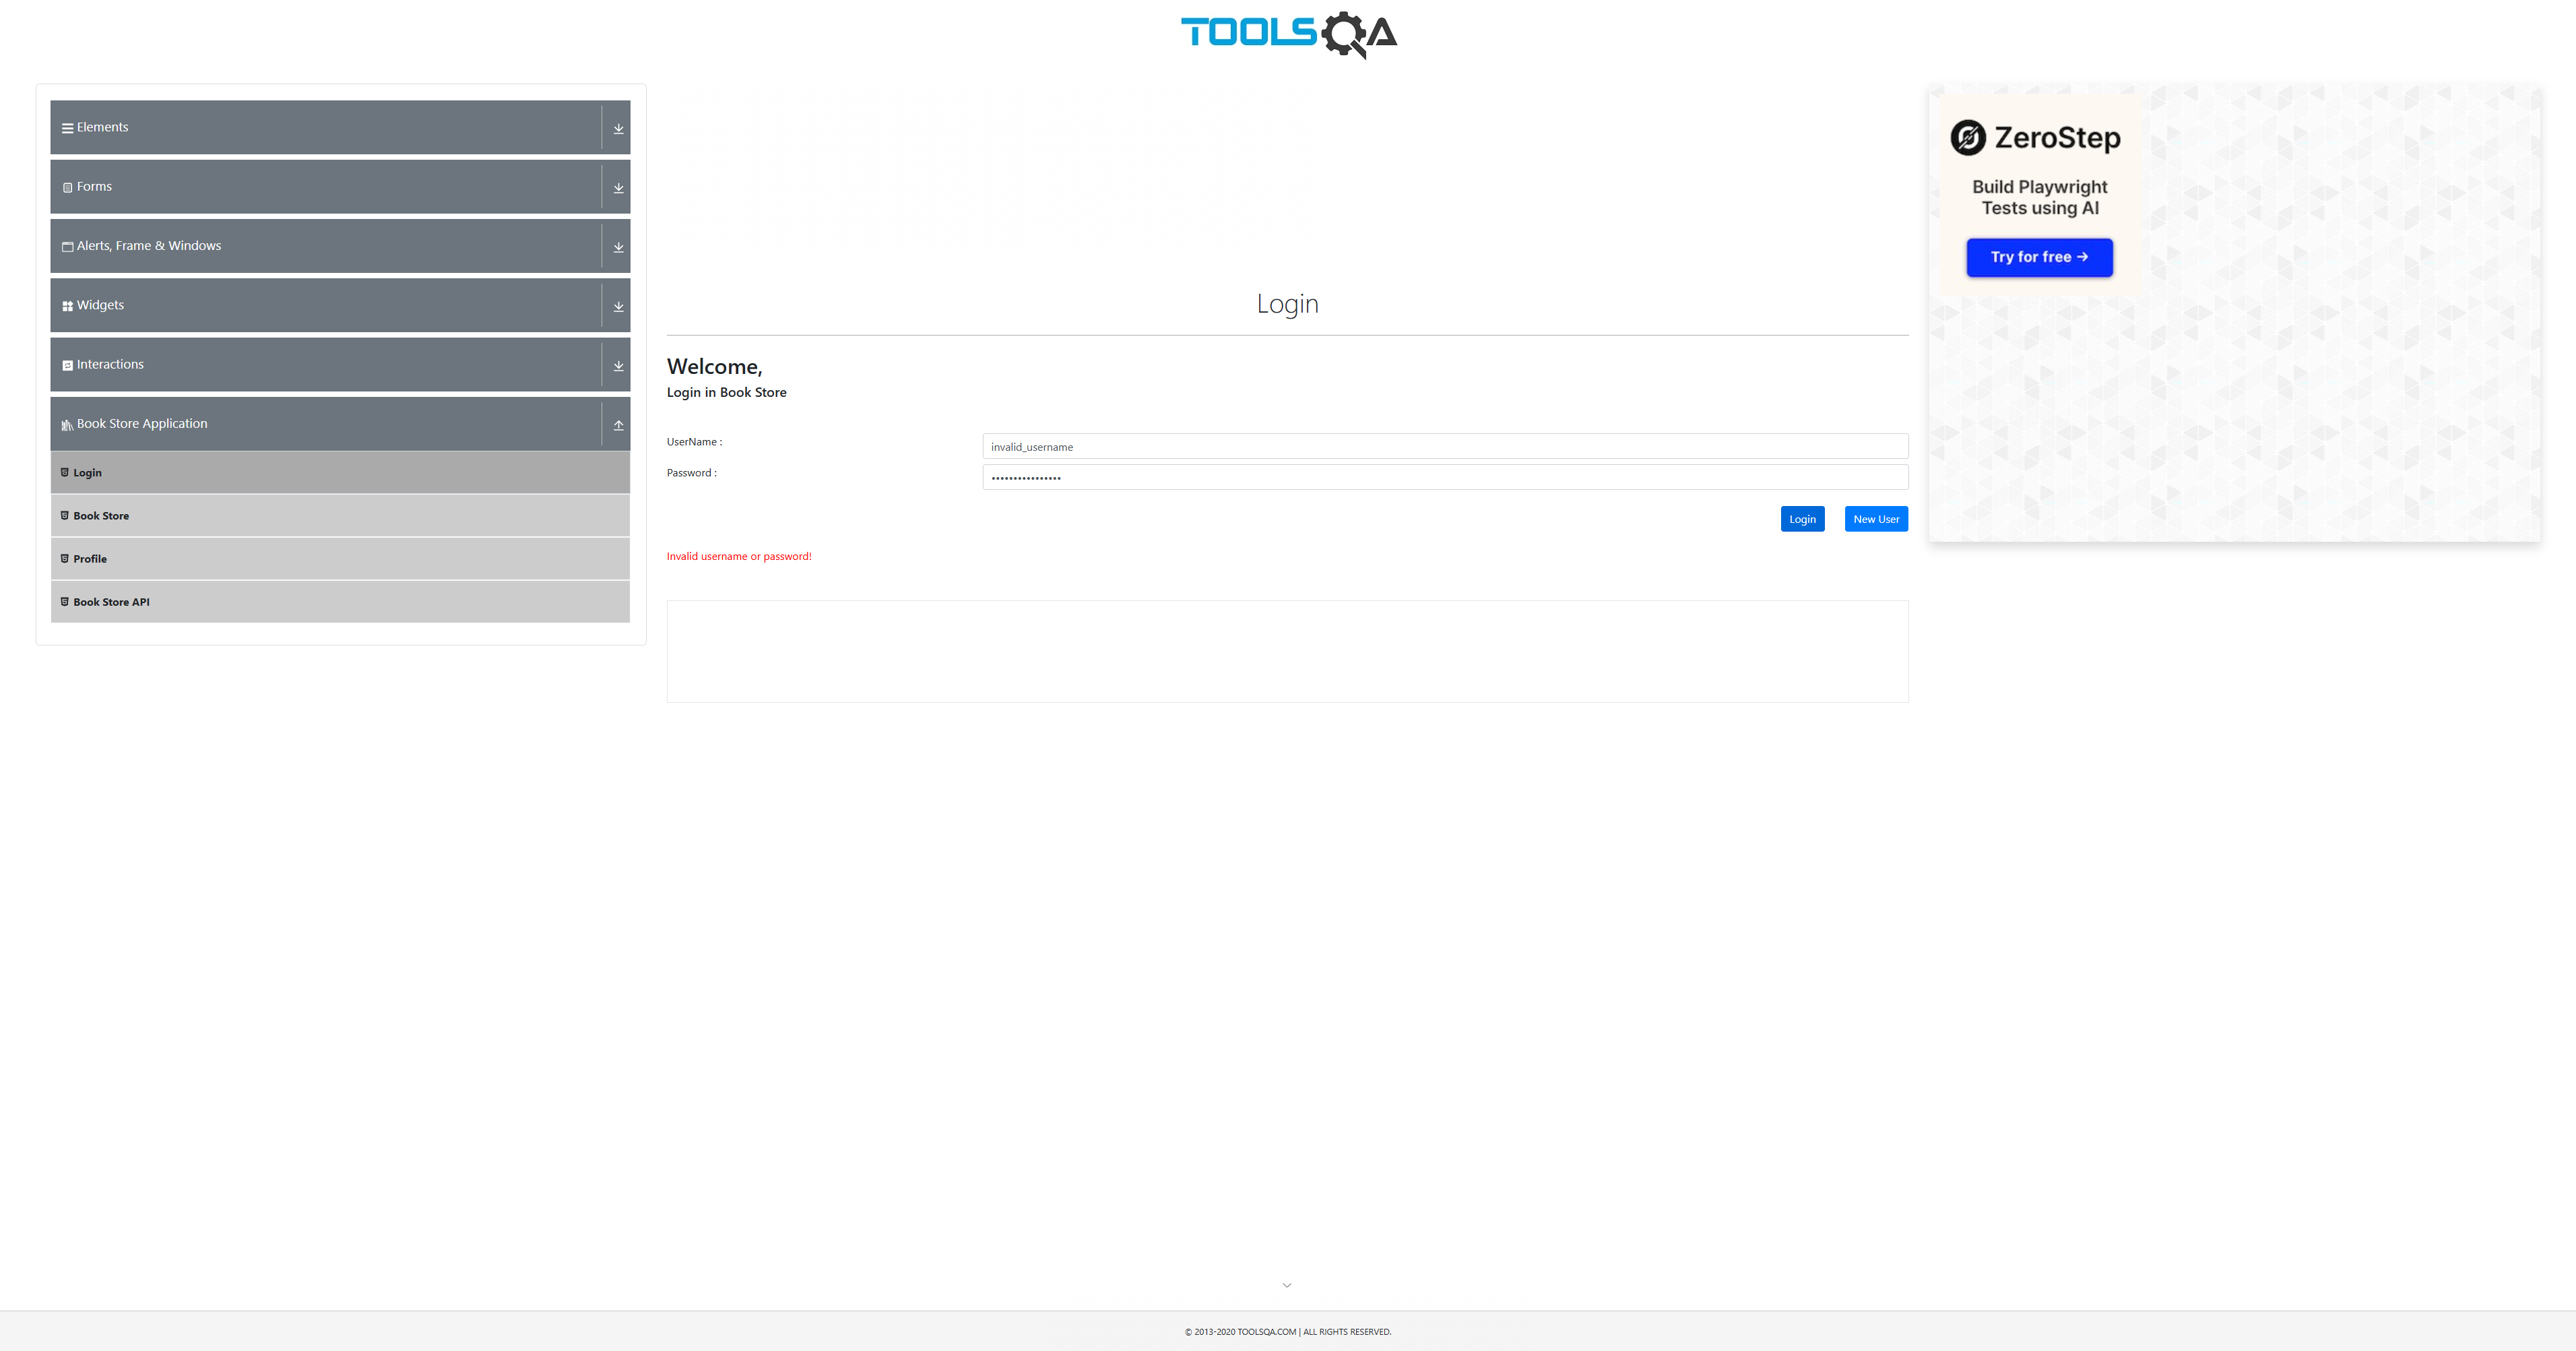 TOOLSQA
Elements
Forms
Alerts, Frame & Windows
Widgets
Interactions
Book Store Application
Login
Book Store
Profile
Book Store API
Login
Welcome,
Login in Book Store
UserName :
invalid_username
Password :
••••••••••••••••
Login
New User
Invalid username or password!
ZeroStep
Build Playwright
Tests using AI
Try for free →
© 2013-2020 TOOLSQA.COM | ALL RIGHTS RESERVED.